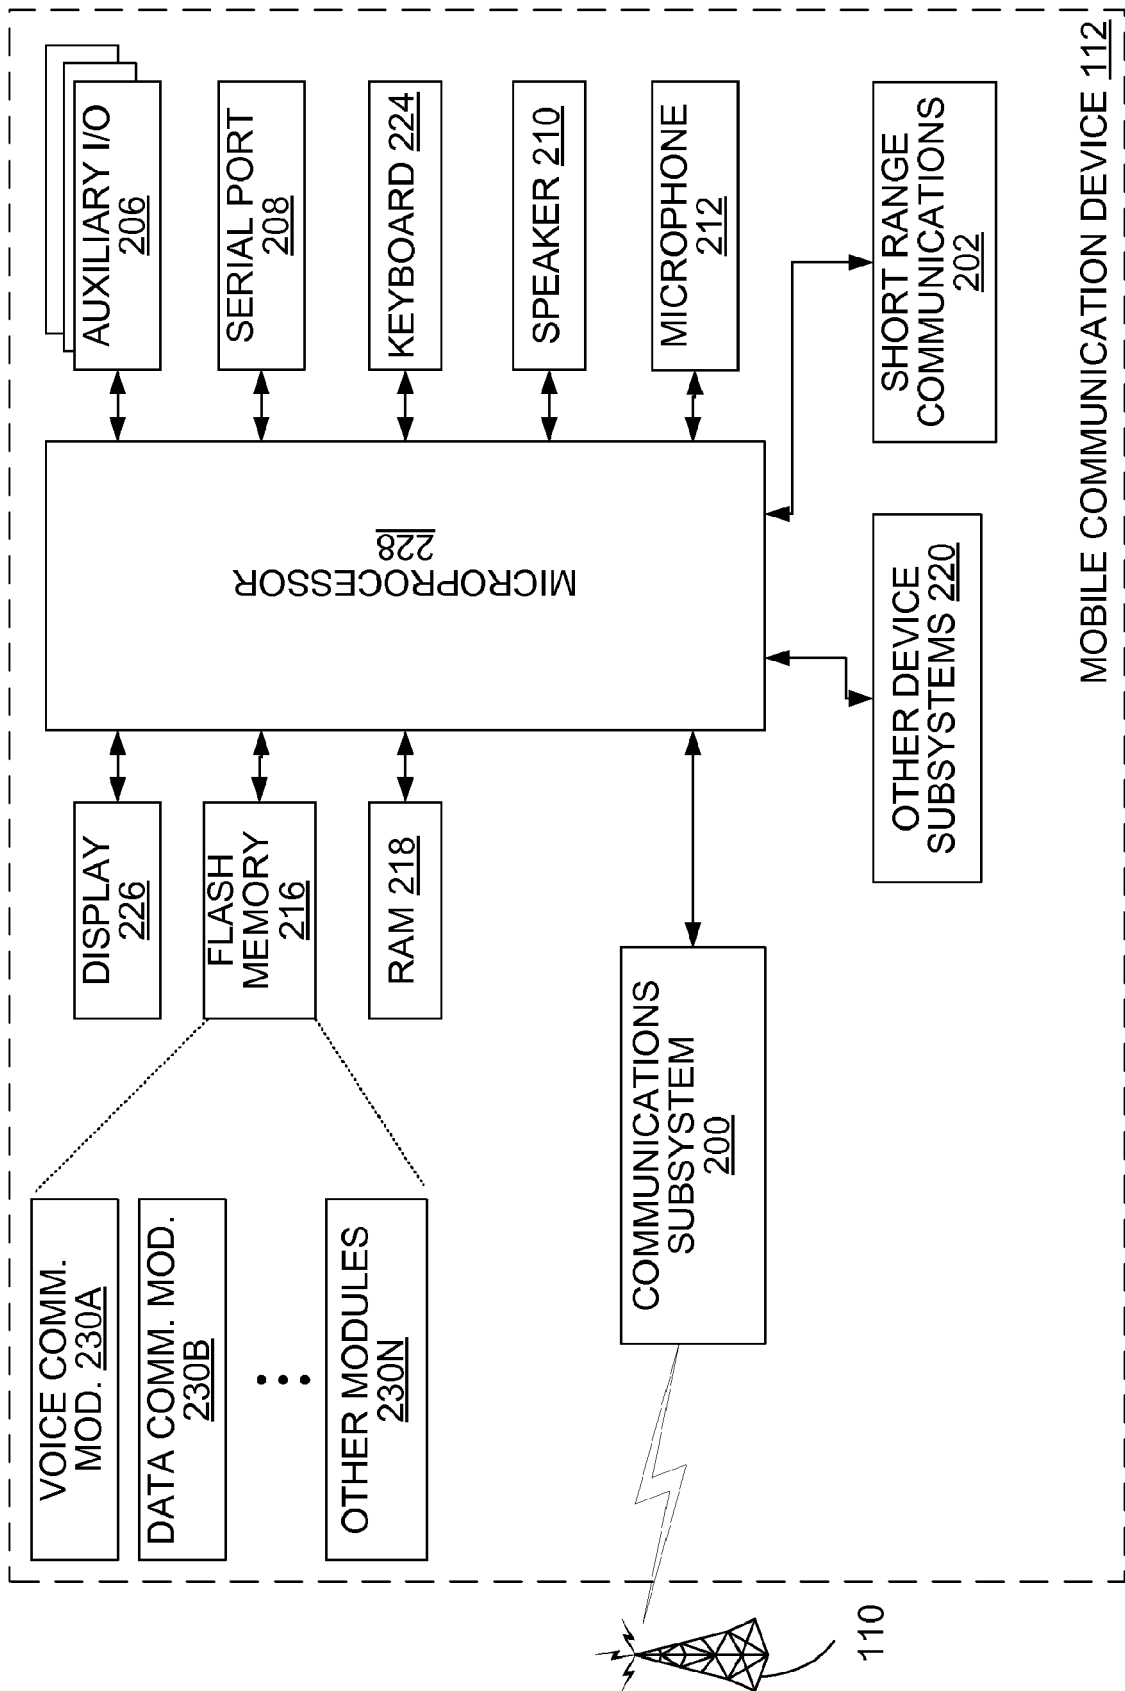 VOICE COMM.
MOD. 230A
DATA COMM. MOD.
230B
OTHER MODULES
230N
DISPLAY
226
FLASH
MEMORY
216
RAM 218
COMMUNICATIONS
SUBSYSTEM
200
110
MICROPROCESSOR
228
AUXILIARY I/O
206
SERIAL PORT
208
KEYBOARD 224
SPEAKER 210
MICROPHONE
212
SHORT RANGE
COMMUNICATIONS
202
OTHER DEVICE
SUBSYSTEMS 220
MOBILE COMMUNICATION DEVICE 112